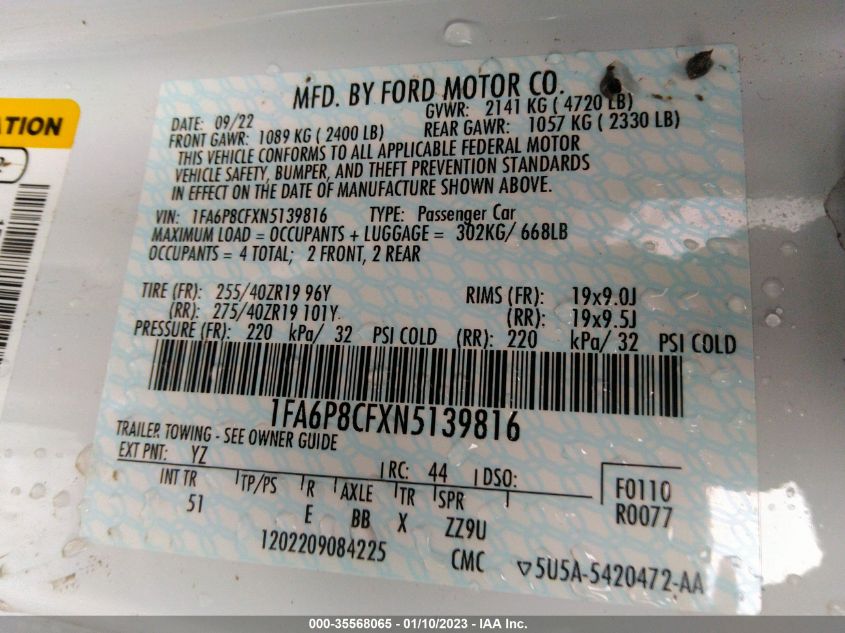 ATION
MFD. BY FORD MOTOR CO.
DATE: 09/22 GVWR: 2141 KG ( 4720 LB)
FRONT GAWR: 1089 KG ( 2400 LB) REAR GAWR: 1057 KG ( 2330 LB)
THIS VEHICLE CONFORMS TO ALL APPLICABLE FEDERAL MOTOR
VEHICLE SAFETY, BUMPER, AND THEFT PREVENTION STANDARDS
IN EFFECT ON THE DATE OF MANUFACTURE SHOWN ABOVE.
VIN: 1FA6P8CFXN5139816 TYPE: Passenger Car
MAXIMUM LOAD = OCCUPANTS + LUGGAGE = 302KG/ 668LB
OCCUPANTS = 4 TOTAL; 2 FRONT, 2 REAR
TIRE (FR): 255/40ZR19 96Y RIMS (FR): 19x9.0J
(RR): 275/40ZR19 101Y (RR): 19x9.5J
PRESSURE (FR): 220 kPa/ 32 PSI COLD (RR): 220 kPa/ 32 PSI COLD
1FA6P8CFXN5139816
TRAILER TOWING - SEE OWNER GUIDE
EXT PNT: YZ RC: 44 DSO:
INT TR TP/PS R AXLE TR SPR F0110
51 E BB X ZZ9U R0077
1202209084225 CMC ▽5U5A-5420472-AA
000-35568065 - 01/10/2023 - IAA Inc.